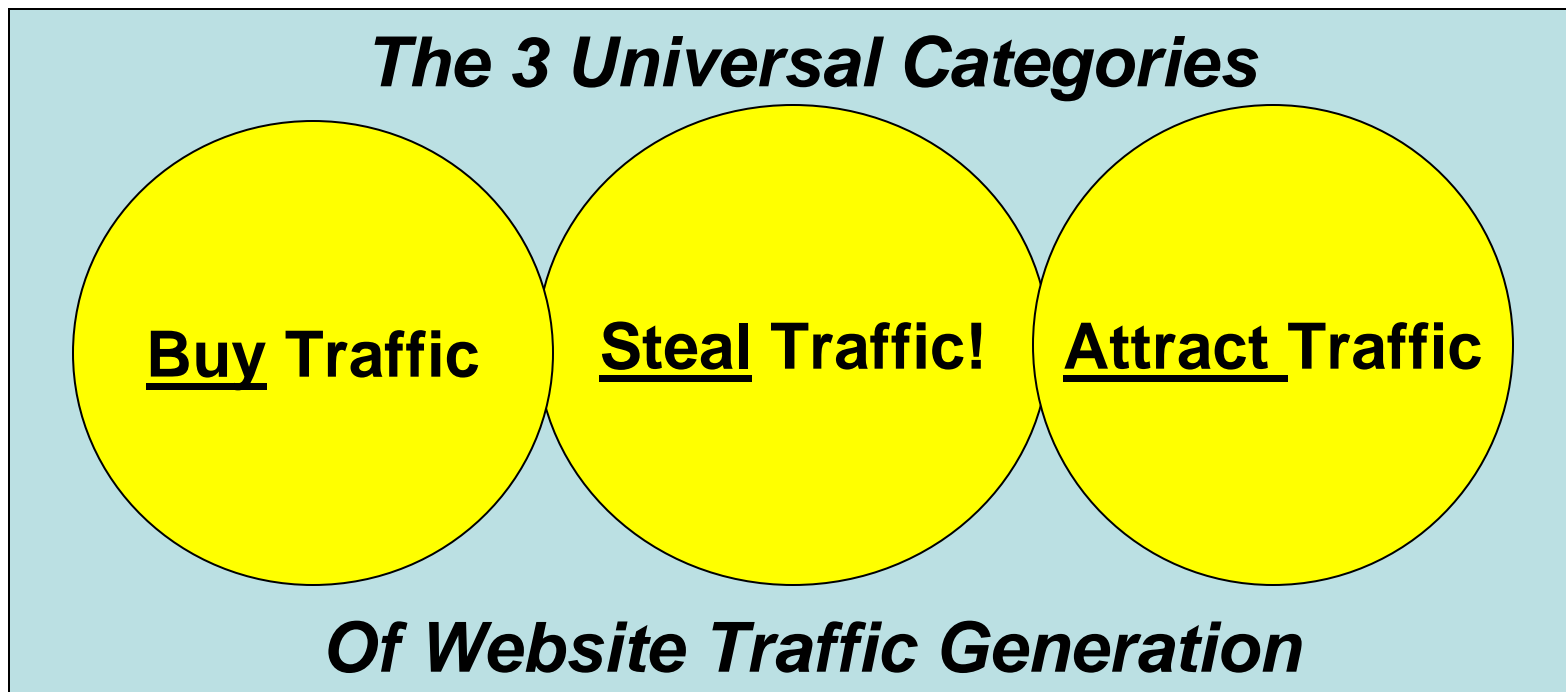 The 3 Universal Categories
Buy Traffic
Steal Traffic!
Attract Traffic
Of Website Traffic Generation